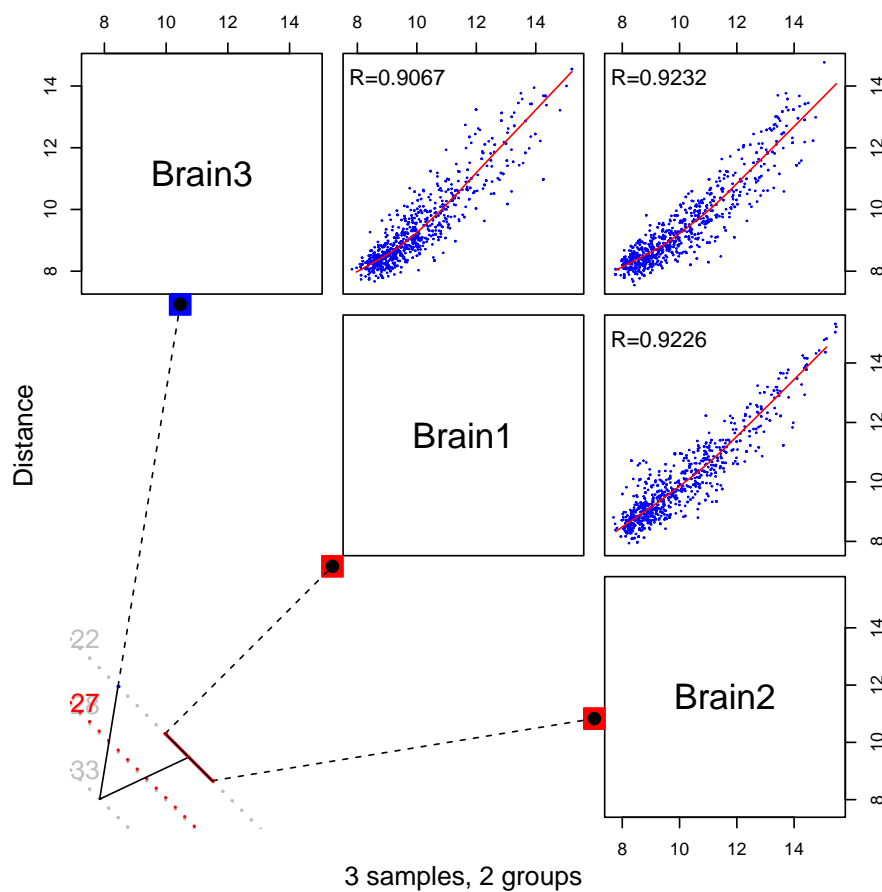 8 10 12 14 8 10 12 14
Brain3
R=0.9067
R=0.9232
8 10 12 14
8 10 12 14
8 10 12 14
Distance
Brain1
R=0.9226
8 10 12 14
Brain2
8 10 12 14
22
27
33
8 10 12 14
3 samples, 2 groups